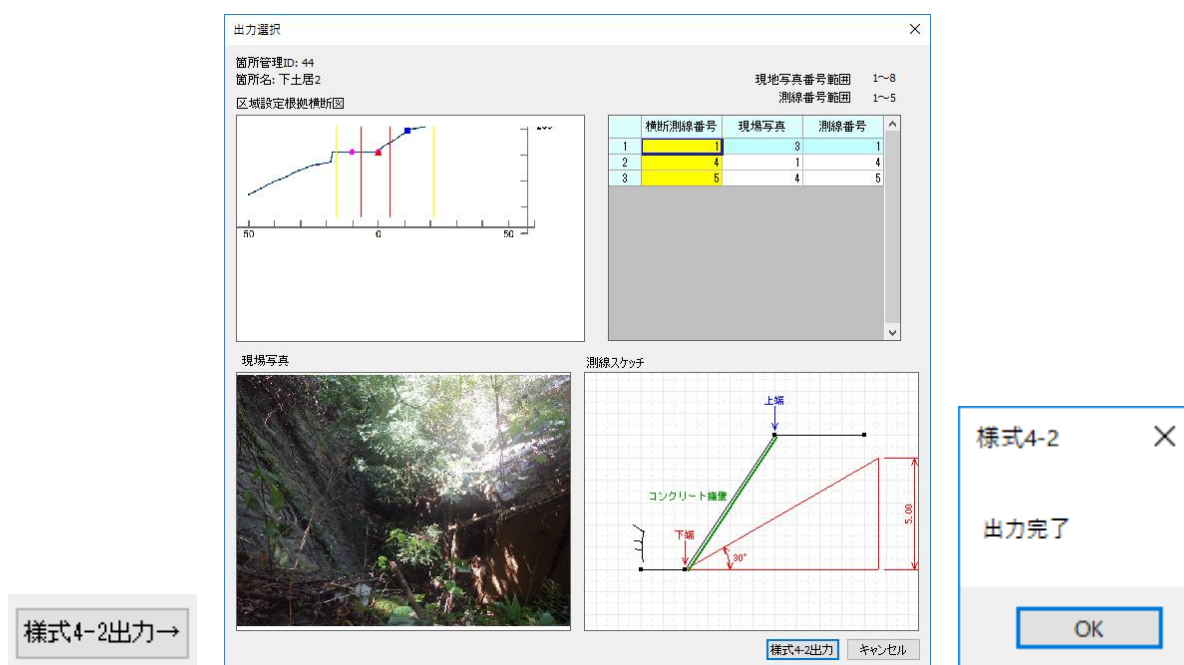 様式4-2出力→
出力選択
箇所管理ID: 44
箇所名: 下土居2
現地写真番号範囲 1～8
測線番号範囲 1～5
区域設定根拠横断図
50 0 50
横断測線番号 現場写真 測線番号
1 1 3 1
2 4 1 4
3 5 4 5
現場写真
測線スケッチ
上端
コンクリート擁壁
下端
30°
5.00
様式4-2出力 キャンセル
様式4-2
出力完了
OK